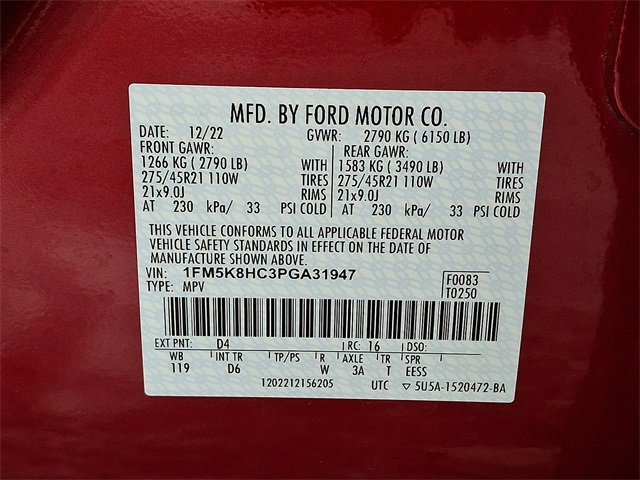 MFD. BY FORD MOTOR CO.
DATE: 12/22 GVWR: 2790 KG ( 6150 LB)
FRONT GAWR: REAR GAWR:
1266 KG ( 2790 LB) WITH 1583 KG ( 3490 LB) WITH
275/45R21 110W TIRES 275/45R21 110W TIRES
21x9.0J RIMS 21x9.0J RIMS
AT 230 kPa/ 33 PSI COLD AT 230 kPa/ 33 PSI COLD
THIS VEHICLE CONFORMS TO ALL APPLICABLE FEDERAL MOTOR
VEHICLE SAFETY STANDARDS IN EFFECT ON THE DATE OF
MANUFACTURE SHOWN ABOVE.
VIN: 1FM5K8HC3PGA31947 F0083
TYPE: MPV T0250
EXT PNT: D4 RC: 16 DSO:
WB INT TR TP/PS R AXLE TR SPR
119 D6 W 3A T EESS
1202212156205 UTC ▽ 5U5A-1520472-BA